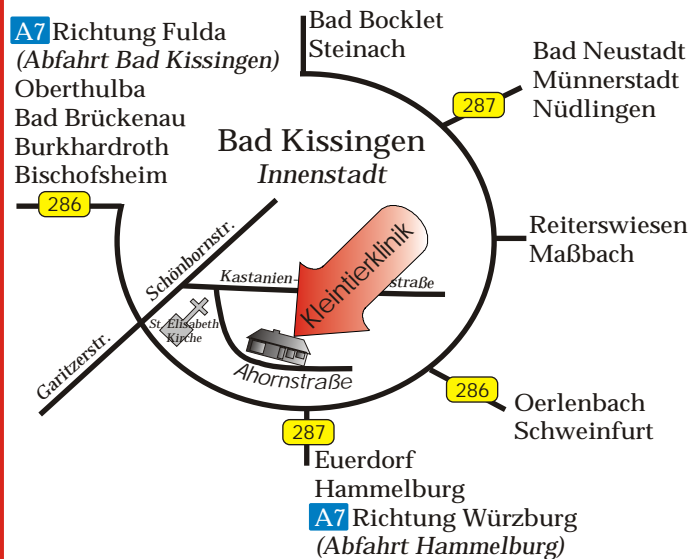 A7 Richtung Fulda
(Abfahrt Bad Kissingen)
Oberthulba
Bad Brückenau
Burkhardroth
Bischofsheim
286
Bad Bocklet
Steinach
Bad Neustadt
Münnerstadt
Nüdlingen
287
Bad Kissingen
Innenstadt
Reiterswiesen
Maßbach
Schönbornstr.
Kastanien-
straße
Kleintierklinik
St. Elisabeth
Kirche
Garitzerstr.
Ahornstraße
286
Oerlenbach
Schweinfurt
287
Euerdorf
Hammelburg
A7 Richtung Würzburg
(Abfahrt Hammelburg)